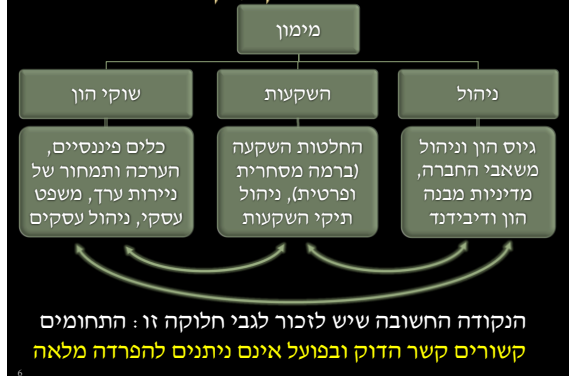 מימון
ניהול
השקעות
שוקי הון
גיוס הון וניהול
משאבי החברה,
מדיניות מבנה
הון ודיבידנד
החלטות השקעה
(ברמה מסחרית
ופרטית), ניהול
תיקי השקעות
כלים פיננסיים,
הערכה ותמחור של
ניירות ערך, משפט
עסקי, ניהול עסקים
הנקודה החשובה שיש לזכור לגבי חלוקה זו : התחומים
קשורים קשר הדוק ובפועל אינם ניתנים להפרדה מלאה
6